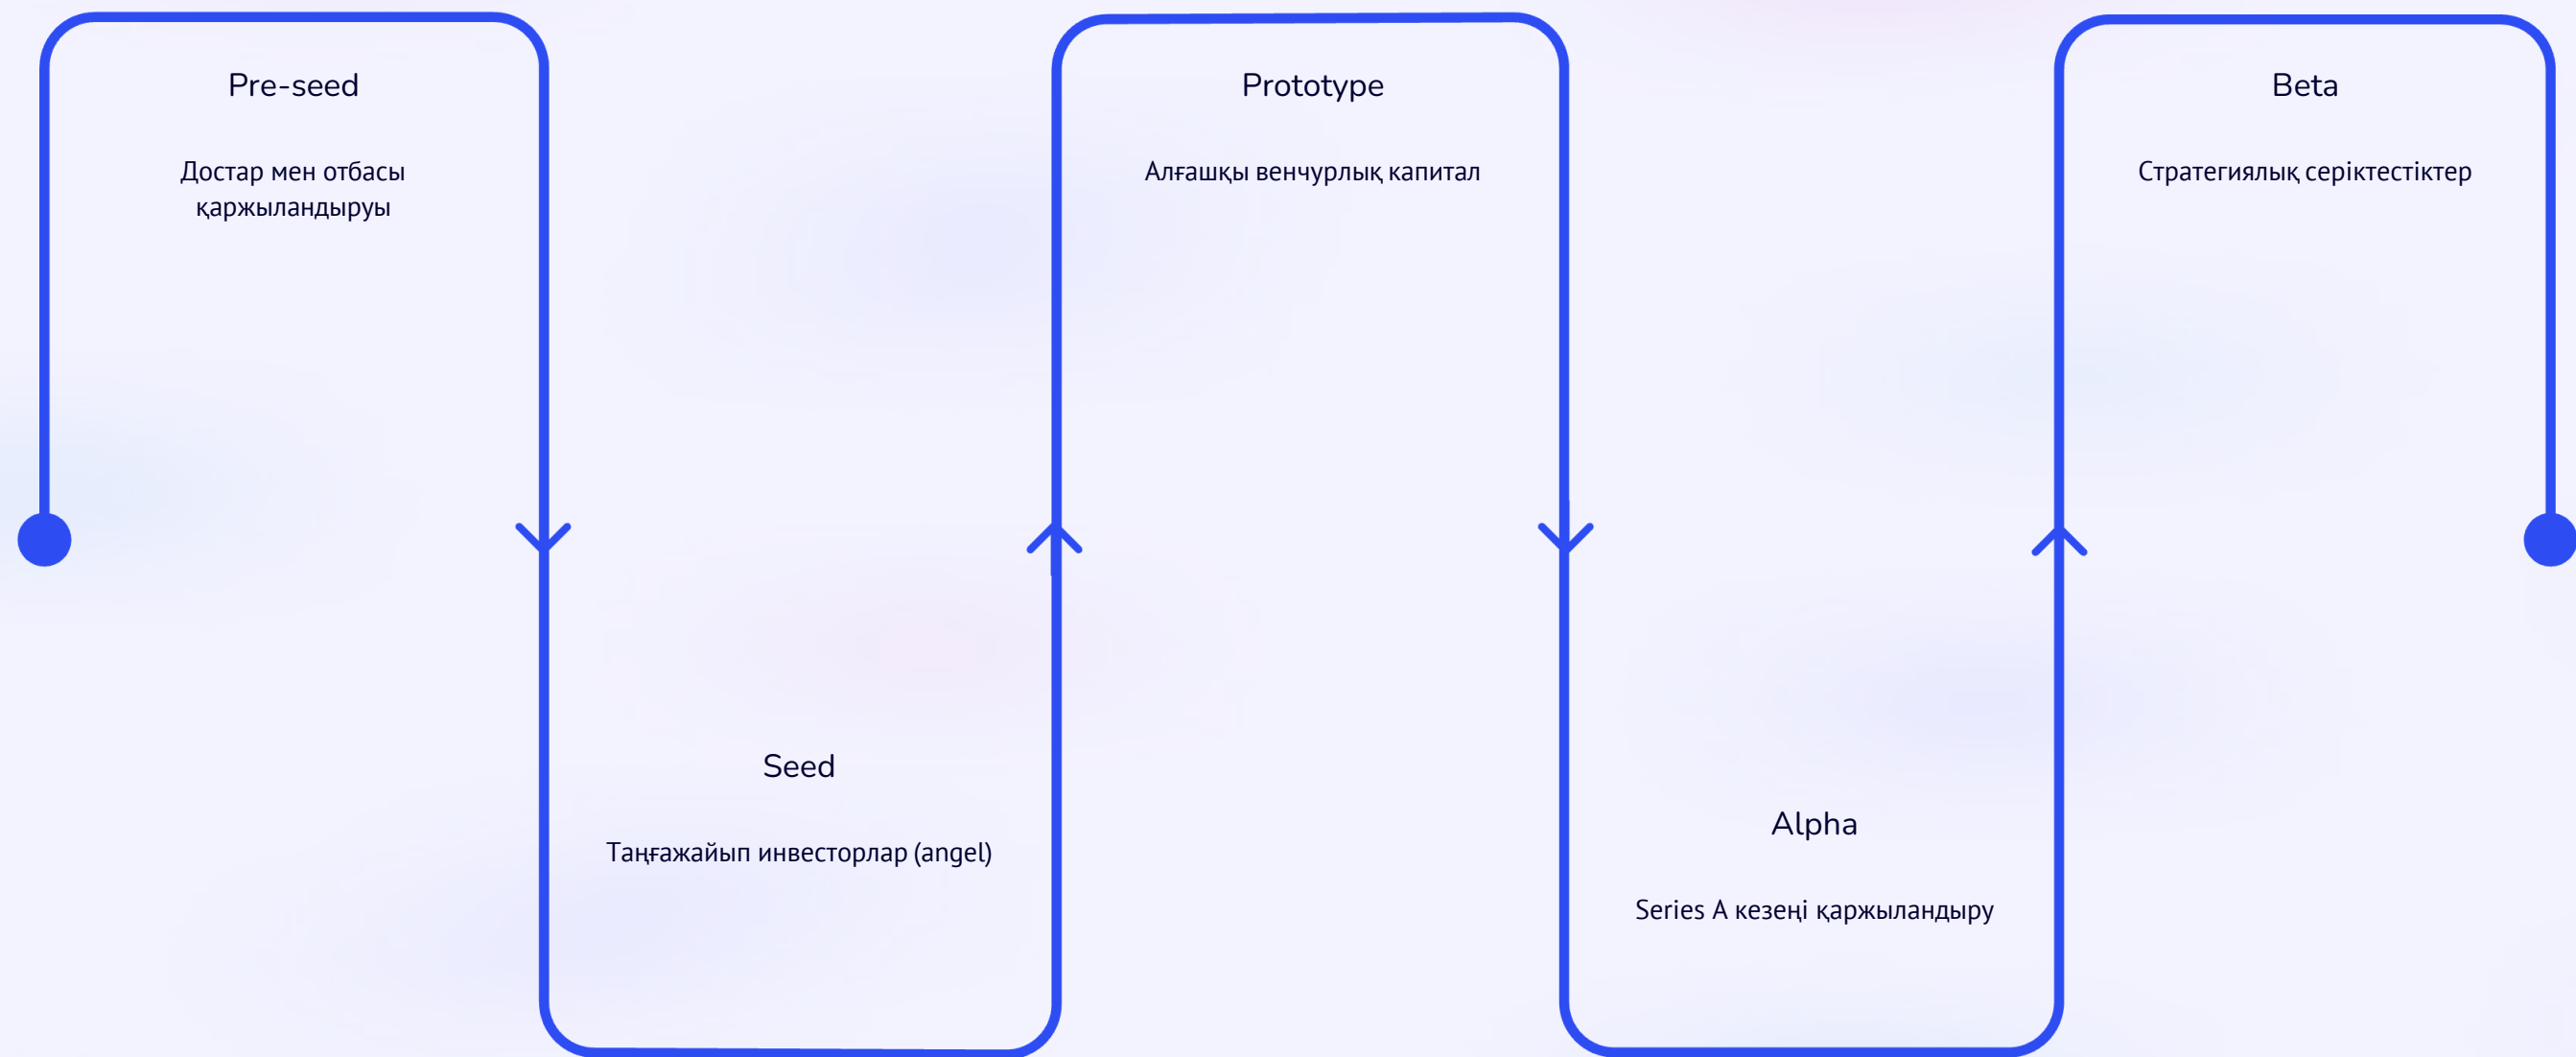 Pre-seed
Достар мен отбасы
қаржыландыруы
Seed
Таңғажайып инвесторлар (angel)
Prototype
Алғашқы венчурлық капитал
Alpha
Series A кезеңі қаржыландыру
Beta
Стратегиялық серіктестіктер